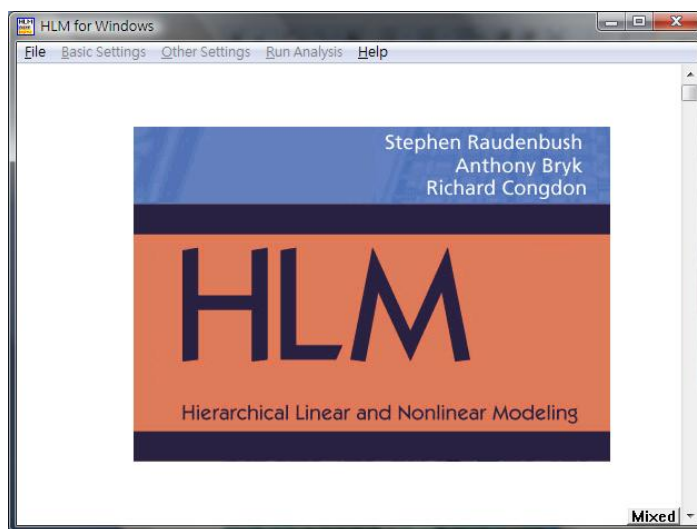 HLM for Windows
File Basic Settings Other Settings Run Analysis Help
Stephen Raudenbush
Anthony Bryk
Richard Congdon
HLM
Hierarchical Linear and Nonlinear Modeling
Mixed